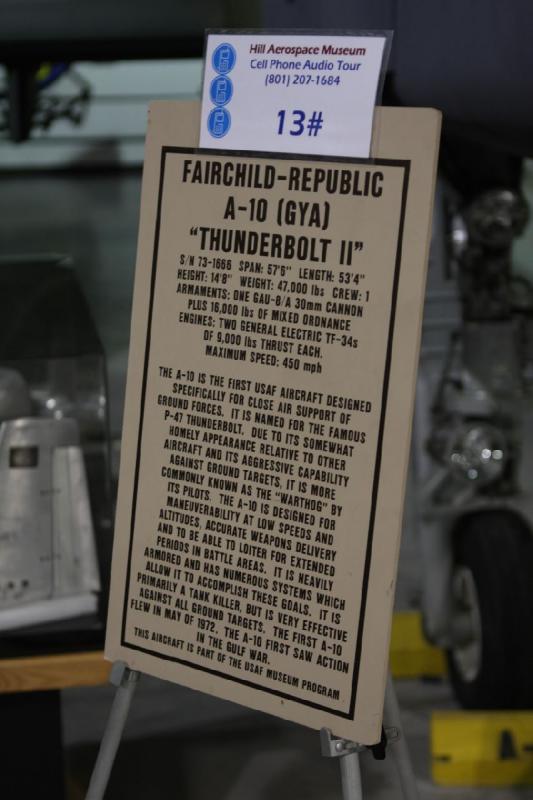 Hill Aerospace Museum
Cell Phone Audio Tour
(801) 207-1684
13#
FAIRCHILD-REPUBLIC
A-10 (GYA)
"THUNDERBOLT II"
S/N 73-1666 SPAN: 57'6" LENGTH: 53'4"
HEIGHT: 14'8" WEIGHT: 47,000 lbs CREW: 1
ARMAMENTS: ONE GAU-8/A 30mm CANNON
PLUS 16,000 lbs OF MIXED ORDNANCE
ENGINES: TWO GENERAL ELECTRIC TF-34s
OF 9,000 lbs THRUST EACH.
MAXIMUM SPEED: 450 mph
THE A-10 IS THE FIRST USAF AIRCRAFT DESIGNED
SPECIFICALLY FOR CLOSE AIR SUPPORT OF
GROUND FORCES. IT IS NAMED FOR THE FAMOUS
P-47 THUNDERBOLT. DUE TO ITS SOMEWHAT
HOMELY APPEARANCE RELATIVE TO OTHER
AIRCRAFT AND ITS AGGRESSIVE CAPABILITY
AGAINST GROUND TARGETS, IT IS MORE
COMMONLY KNOWN AS THE "WARTHOG" BY
ITS PILOTS. THE A-10 IS DESIGNED FOR
MANEUVERABILITY AT LOW SPEEDS AND
ALTITUDES, ACCURATE WEAPONS DELIVERY
AND TO BE ABLE TO LOITER FOR EXTENDED
PERIODS IN BATTLE AREAS. IT IS HEAVILY
ARMORED AND HAS NUMEROUS SYSTEMS WHICH
ALLOW IT TO ACCOMPLISH THESE GOALS. IT IS
PRIMARILY A TANK KILLER, BUT IS VERY EFFECTIVE
AGAINST ALL GROUND TARGETS. THE FIRST A-10
FLEW IN MAY OF 1972. THE A-10 FIRST SAW ACTION
IN THE GULF WAR.
THIS AIRCRAFT IS PART OF THE USAF MUSEUM PROGRAM